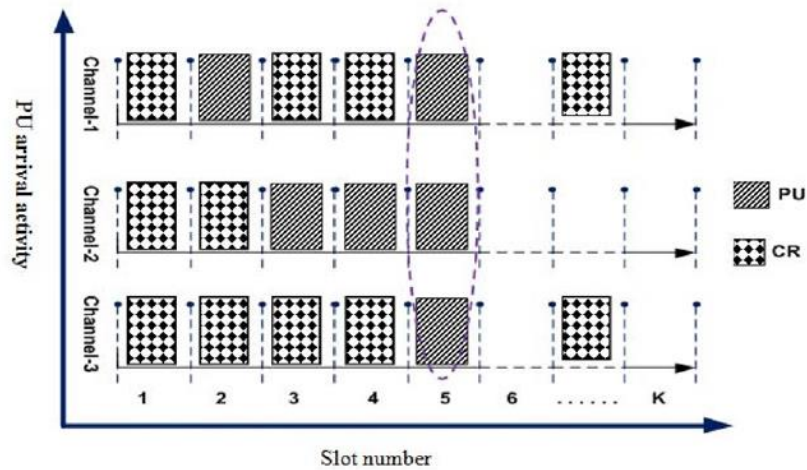 PU arrival activity
Channel-1
Channel-2
Channel-3
PU
CR
1 2 3 4 5 6 ...... K
Slot number